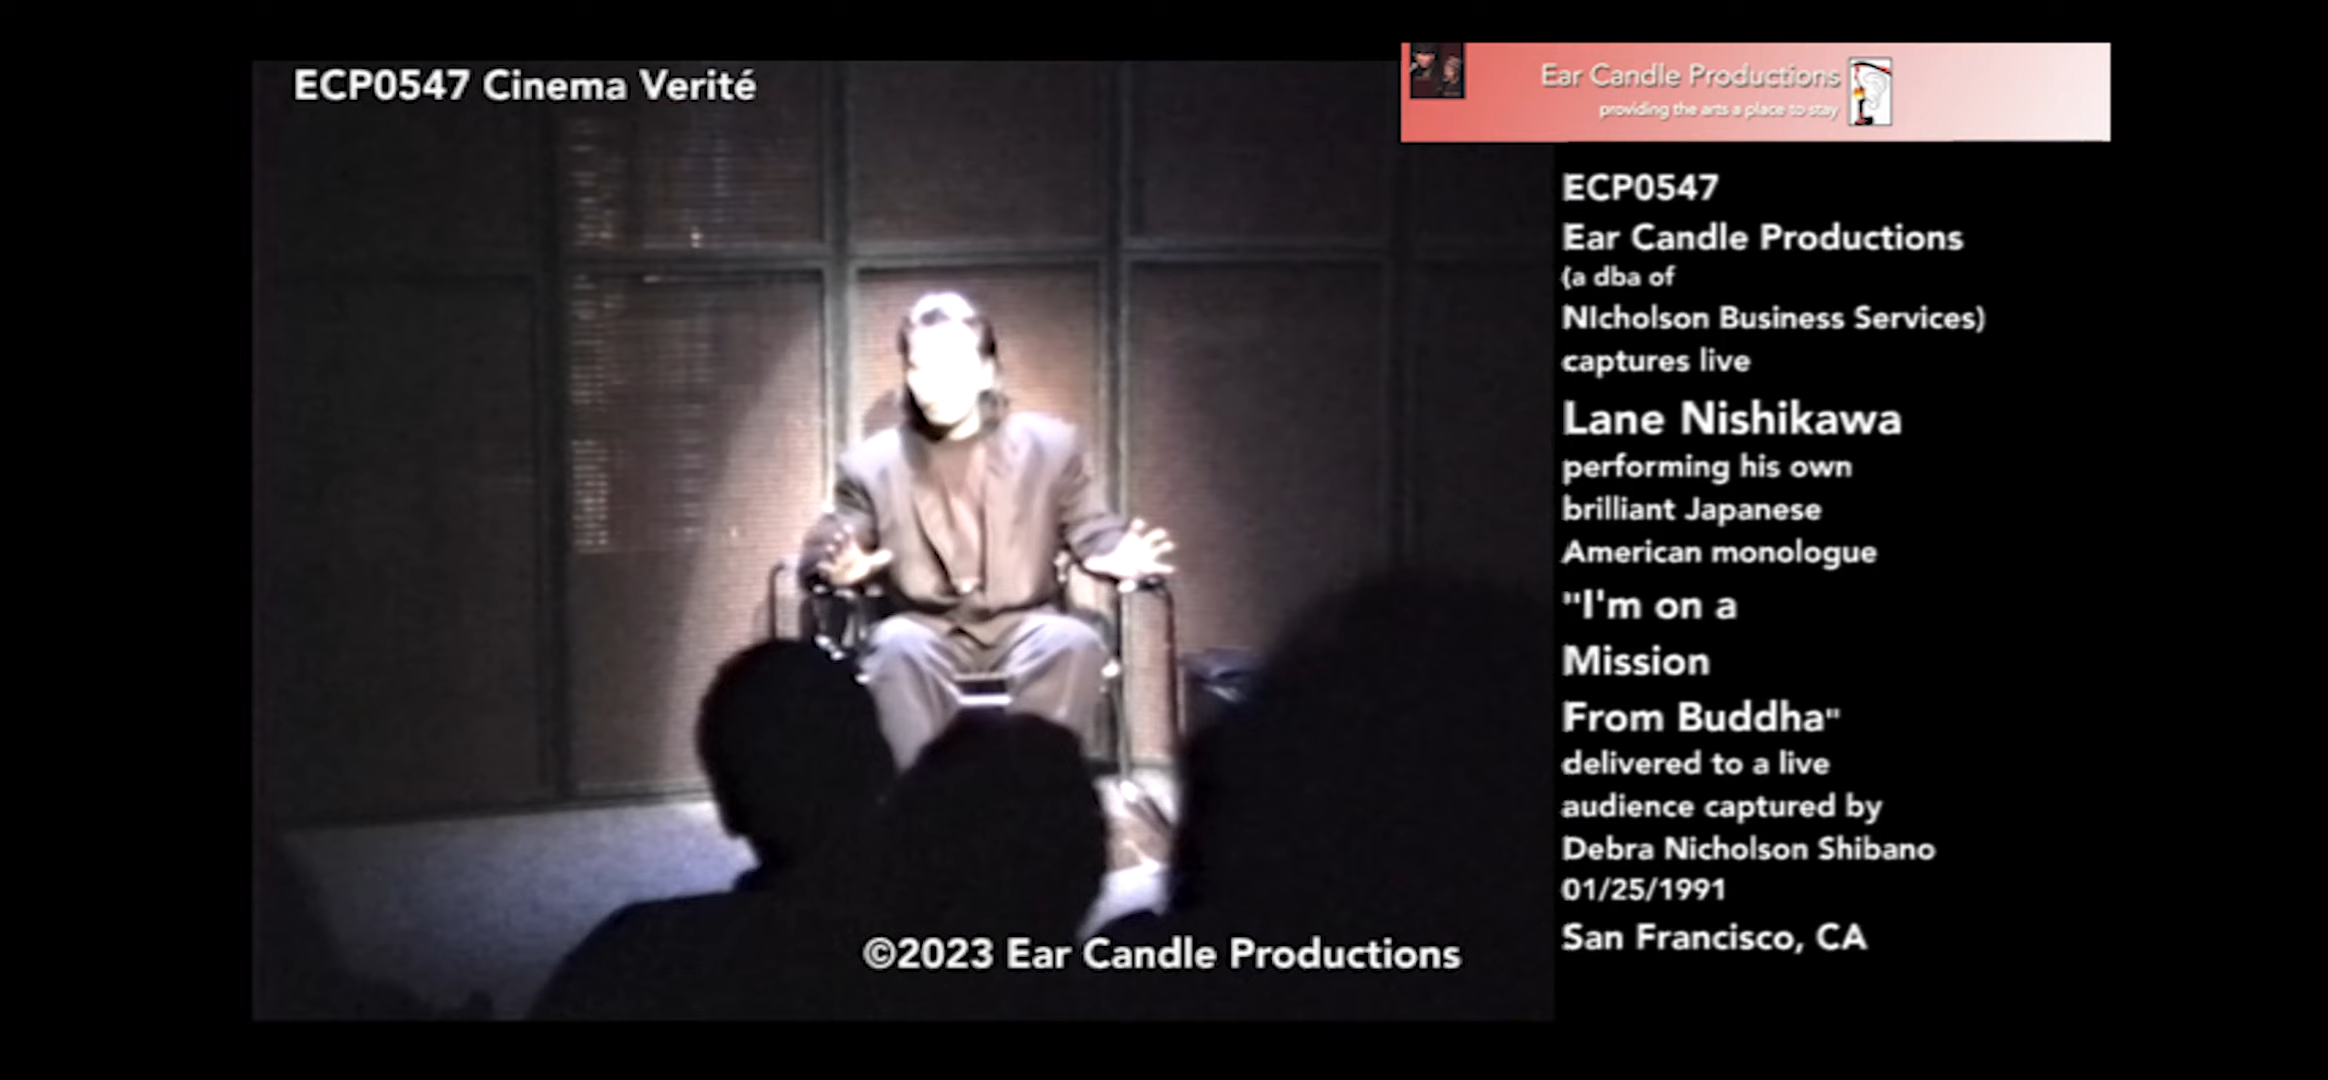 ECP0547 Cinema Verité
Ear Candle Productions
providing the arts a place to stay
ECP0547
Ear Candle Productions
(a dba of
NIcholson Business Services)
captures live
Lane Nishikawa
performing his own
brilliant Japanese
American monologue
"I'm on a
Mission
From Buddha"
delivered to a live
audience captured by
Debra Nicholson Shibano
01/25/1991
San Francisco, CA
©2023 Ear Candle Productions